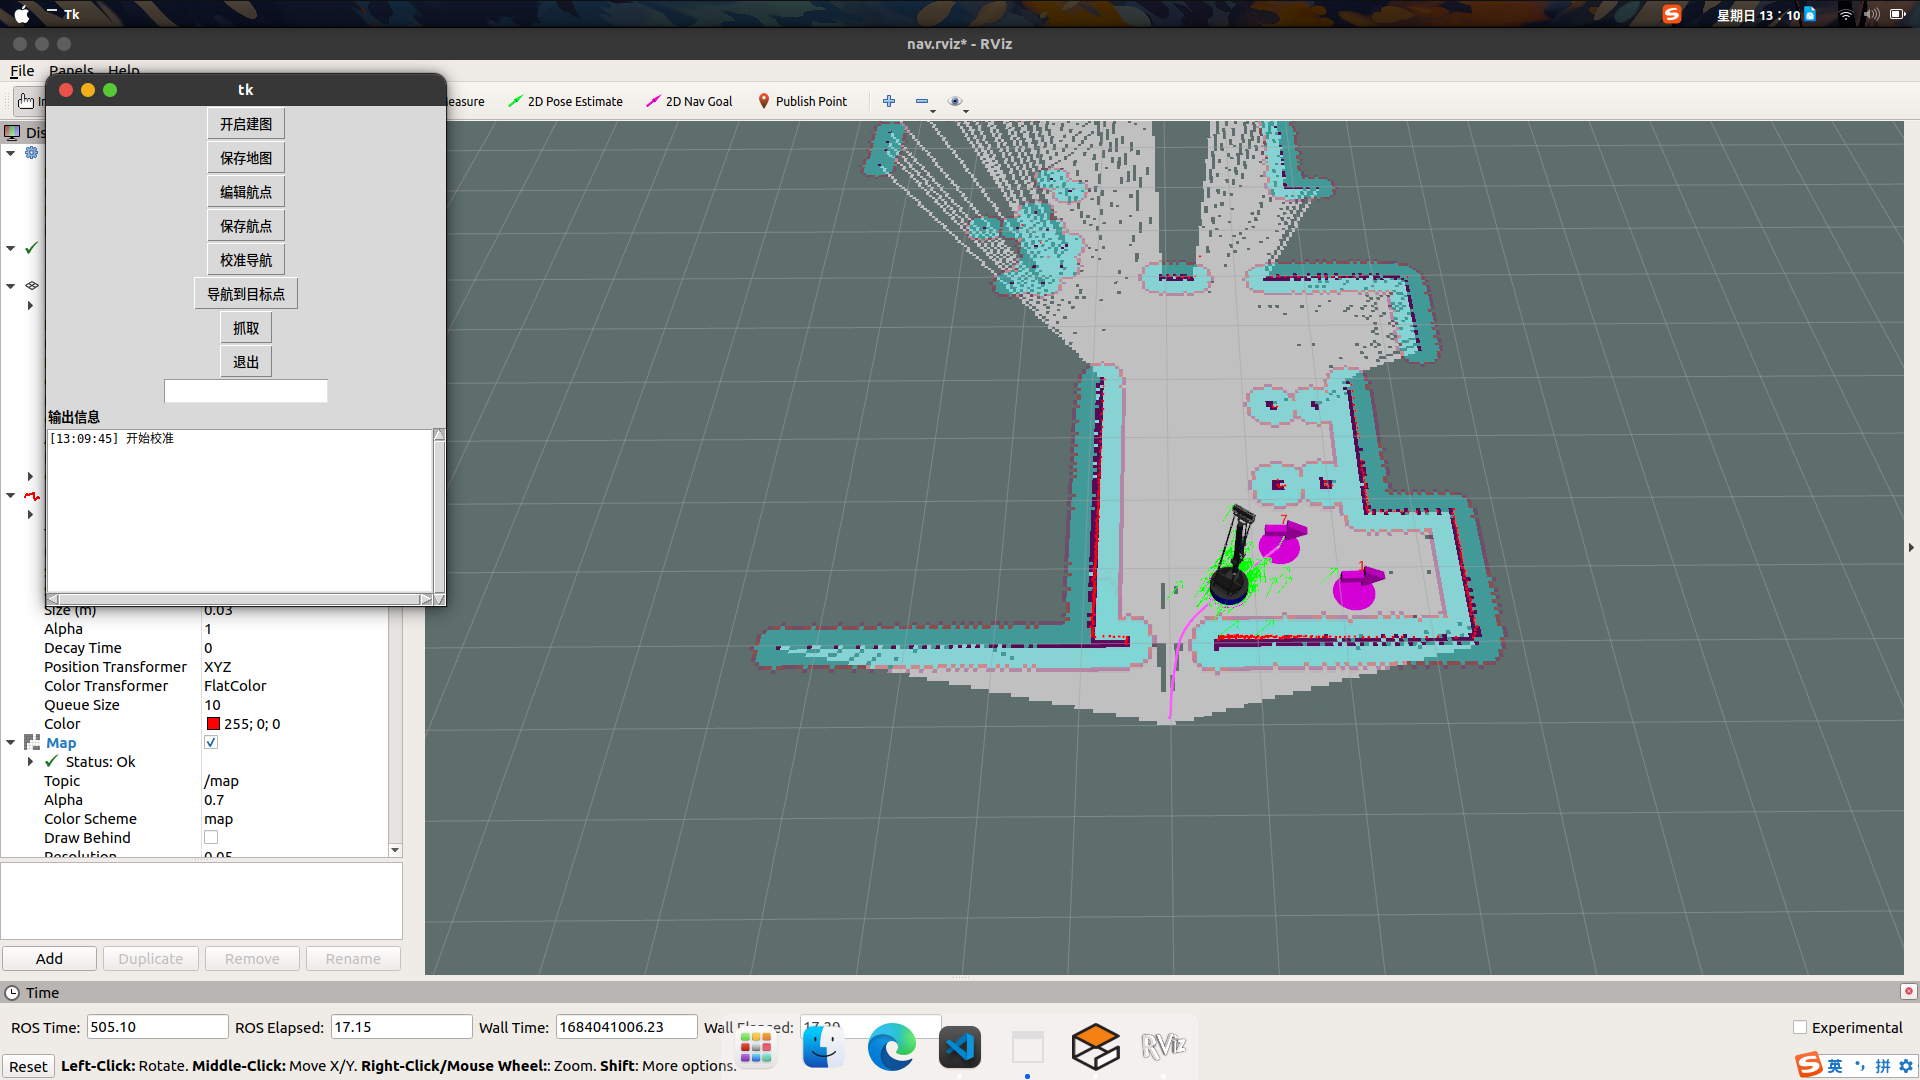 Tk
星期日 13：10
nav.rviz* - RViz
File Panels Help
easure 2D Pose Estimate 2D Nav Goal Publish Point
tk
开启建图
保存地图
编辑航点
保存航点
校准导航
导航到目标点
抓取
退出
输出信息
[13:09:45] 开始校准
Size (m) 0.03
Alpha 1
Decay Time 0
Position Transformer XYZ
Color Transformer FlatColor
Queue Size 10
Color 255; 0; 0
Map
Status: Ok
Topic /map
Alpha 0.7
Color Scheme map
Draw Behind
Resolution 0.05
7
1
Add Duplicate Remove Rename
Time
ROS Time: 505.10 ROS Elapsed: 17.15 Wall Time: 1684041006.23 Wall Elapsed: Experimental
RViz
Reset Left-Click: Rotate. Middle-Click: Move X/Y. Right-Click/Mouse Wheel:: Zoom. Shift: More options.
英 拼